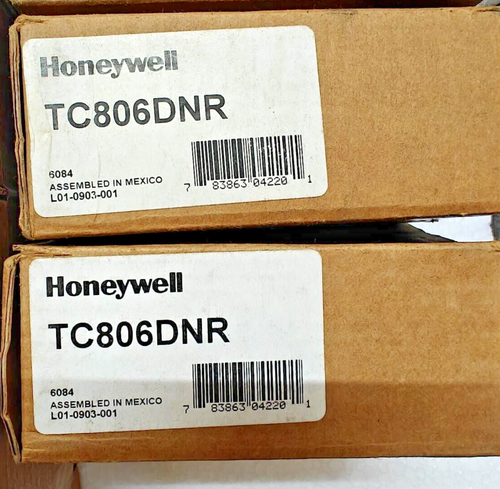 Honeywell
TC806DNR
6084
ASSEMBLED IN MEXICO
L01-0903-001
7 83863 04220 1
Honeywell
TC806DNR
6084
ASSEMBLED IN MEXICO
L01-0903-001
7 83863 04220 1